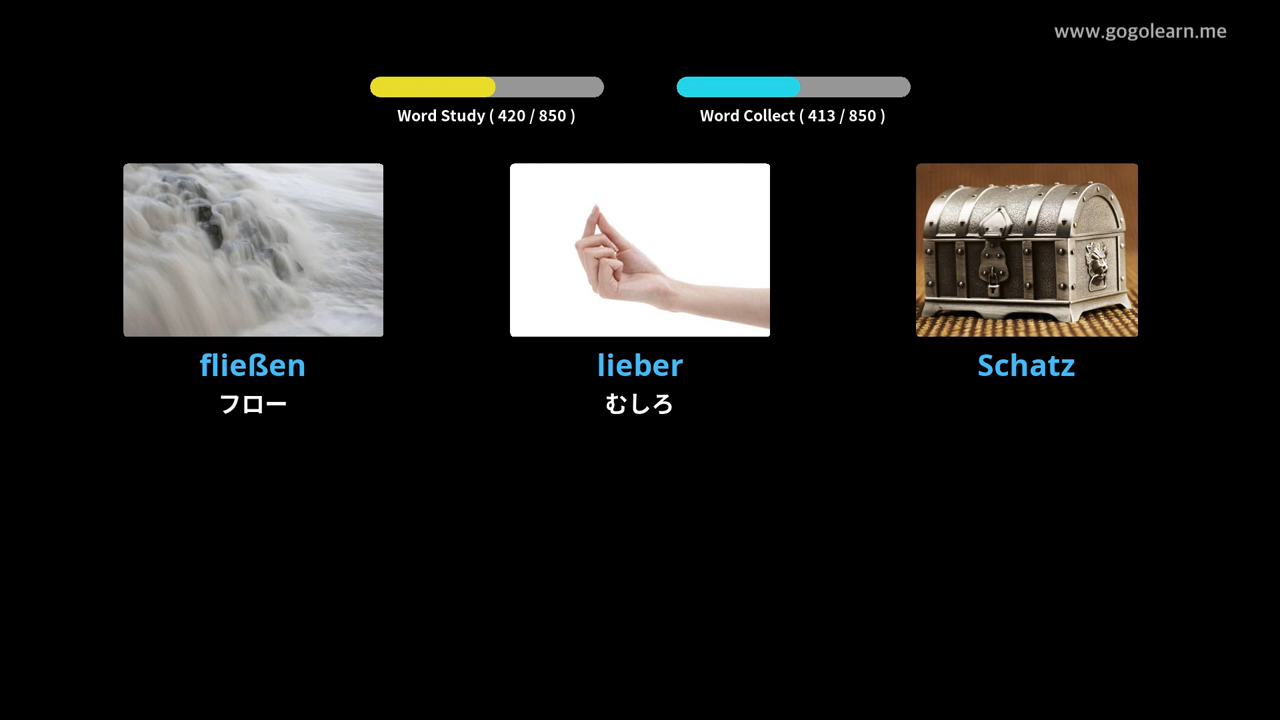 www.gogolearn.me
Word Study ( 420 / 850 )
Word Collect ( 413 / 850 )
fließen
フロー
lieber
むしろ
Schatz